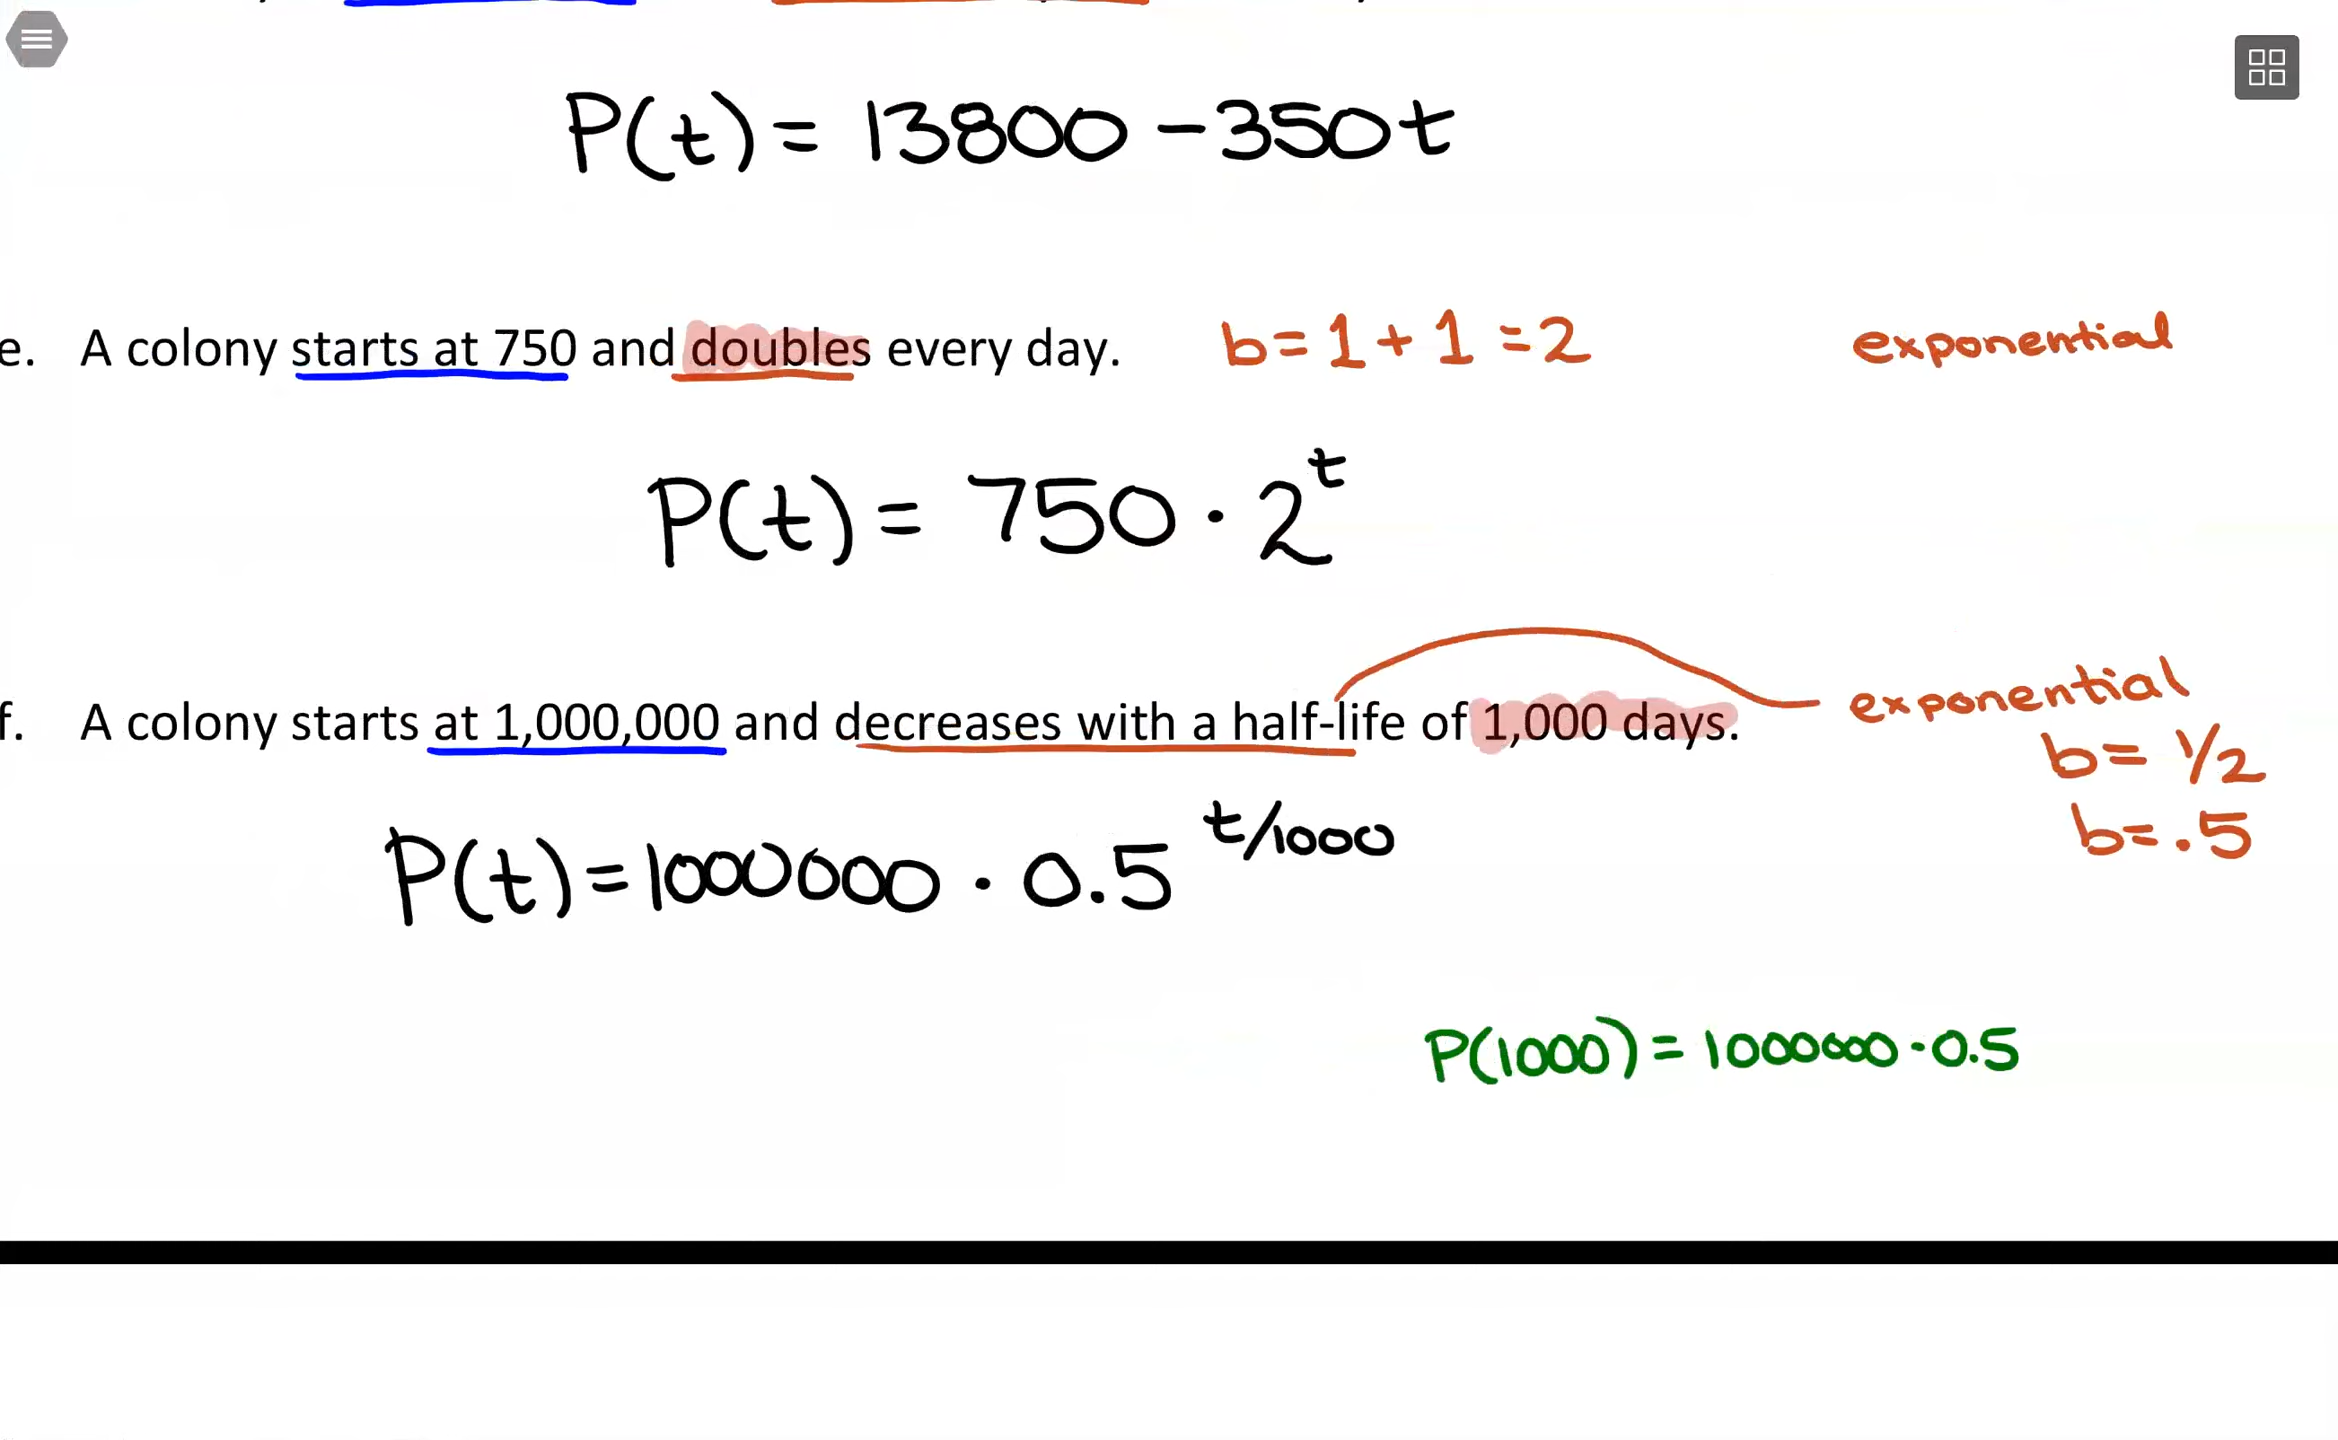 P(t) = 13800 - 350t
e. A colony starts at 750 and doubles every day. b = 1 + 1 = 2 exponential
P(t) = 750 · 2^t
f. A colony starts at 1,000,000 and decreases with a half-life of 1,000 days. exponential
b = 1/2
b = .5
P(t) = 1000000 · 0.5^t/1000
P(1000) = 1000000 · 0.5